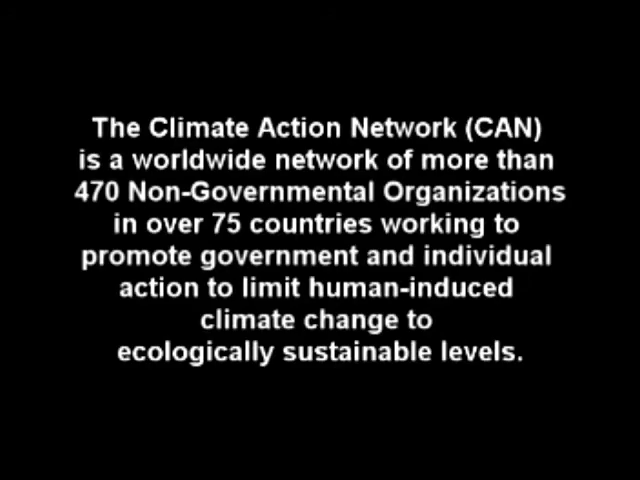 The Climate Action Network (CAN)
is a worldwide network of more than
470 Non-Governmental Organizations
in over 75 countries working to
promote government and individual
action to limit human-induced
climate change to
ecologically sustainable levels.